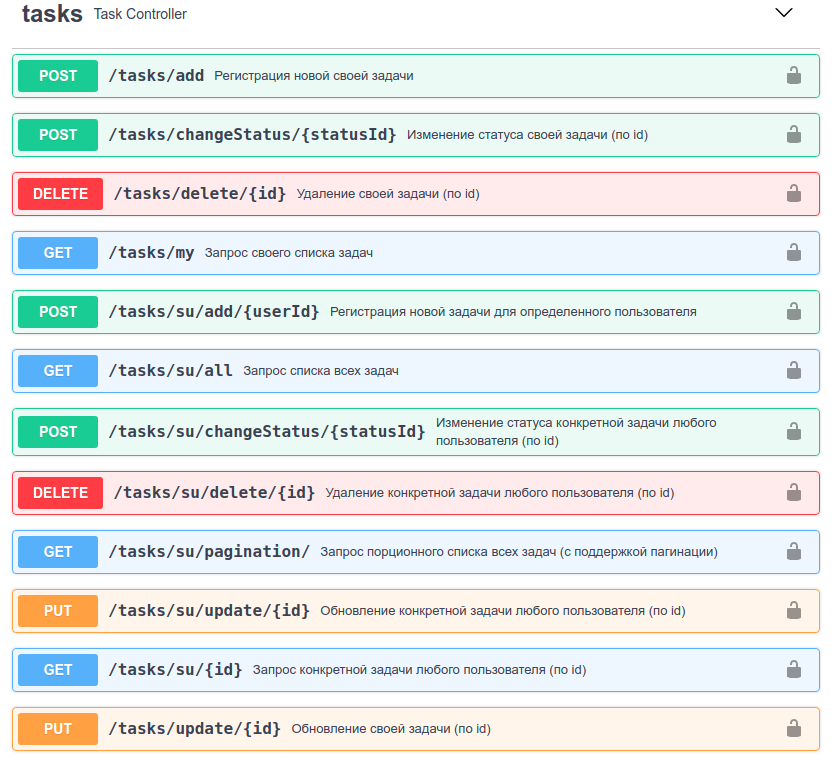 tasks Task Controller
POST /tasks/add Регистрация новой своей задачи
POST /tasks/changeStatus/{statusId} Изменение статуса своей задачи (по id)
DELETE /tasks/delete/{id} Удаление своей задачи (по id)
GET /tasks/my Запрос своего списка задач
POST /tasks/su/add/{userId} Регистрация новой задачи для определенного пользователя
GET /tasks/su/all Запрос списка всех задач
POST /tasks/su/changeStatus/{statusId} Изменение статуса конкретной задачи любого
пользователя (по id)
DELETE /tasks/su/delete/{id} Удаление конкретной задачи любого пользователя (по id)
GET /tasks/su/pagination/ Запрос порционного списка всех задач (с поддержкой пагинации)
PUT /tasks/su/update/{id} Обновление конкретной задачи любого пользователя (по id)
GET /tasks/su/{id} Запрос конкретной задачи любого пользователя (по id)
PUT /tasks/update/{id} Обновление своей задачи (по id)